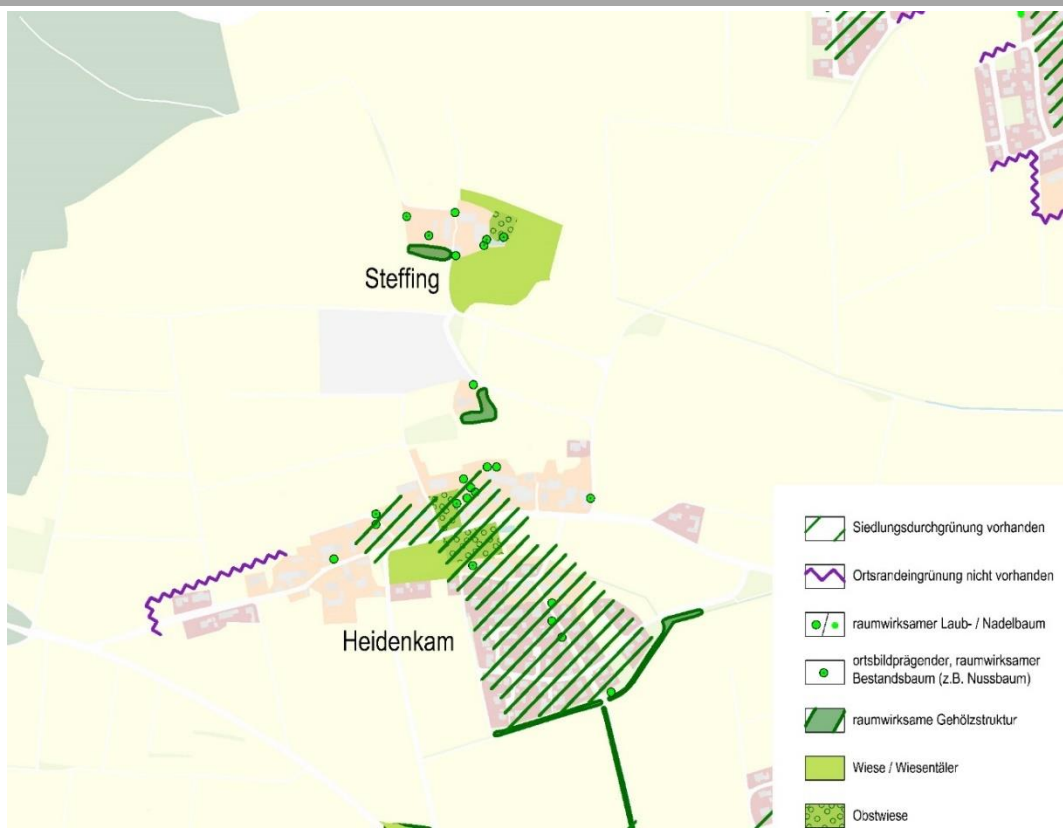 Steffing
Heidenkam
Siedlungsdurchgrünung vorhanden
Ortsrandeingrünung nicht vorhanden
raumwirksamer Laub- / Nadelbaum
ortsbildprägender, raumwirksamer
Bestandsbaum (z.B. Nussbaum)
raumwirksame Gehölzstruktur
Wiese / Wiesentäler
Obstwiese